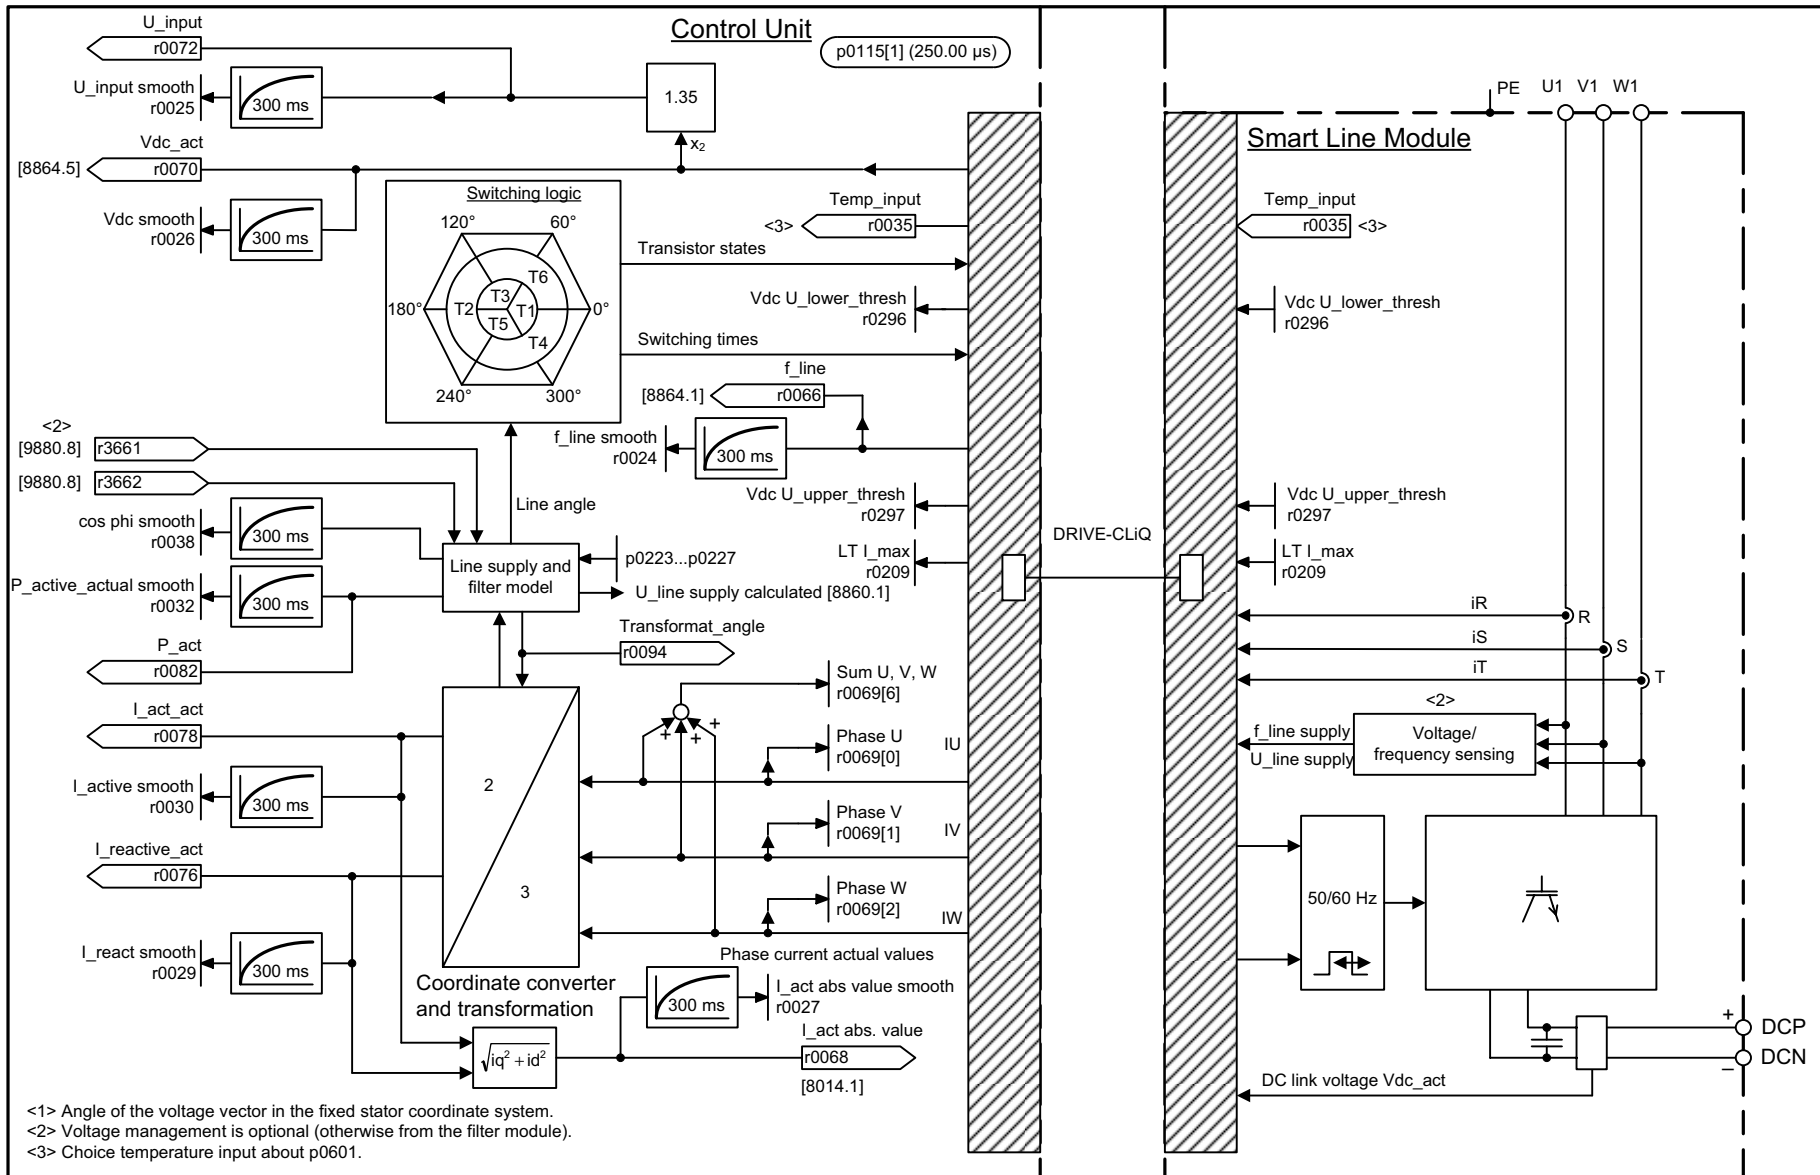 Control Unit
p0115[1] (250.00 µs)
U_input
r0072
U_input smooth
r0025
300 ms
1.35
x2
Vdc_act
[8864.5]
r0070
Vdc smooth
r0026
300 ms
Switching logic
120°
60°
180°
0°
240°
300°
T6
T3
T2
T1
T5
T4
Temp_input
<3>
r0035
Transistor states
Vdc U_lower_thresh
r0296
Switching times
f_line
[8864.1]
r0066
f_line smooth
r0024
300 ms
<2>
[9880.8]
r3661
[9880.8]
r3662
Line angle
Vdc U_upper_thresh
r0297
cos phi smooth
r0038
300 ms
Line supply and
filter model
p0223...p0227
LT I_max
r0209
U_line supply calculated [8860.1]
P_active_actual smooth
r0032
300 ms
Transformat_angle
r0094
P_act
r0082
Sum U, V, W
r0069[6]
+
+
+
I_act_act
r0078
Phase U
r0069[0]
IU
I_active smooth
r0030
300 ms
2
3
Phase V
r0069[1]
IV
I_reactive_act
r0076
Phase W
r0069[2]
IW
Phase current actual values
I_react smooth
r0029
300 ms
Coordinate converter
and transformation
300 ms
I_act abs value smooth
r0027
√iq² + id²
I_act abs. value
r0068
[8014.1]
<1> Angle of the voltage vector in the fixed stator coordinate system.
<2> Voltage management is optional (otherwise from the filter module).
<3> Choice temperature input about p0601.
DRIVE-CLiQ
Smart Line Module
PE
U1
V1
W1
Temp_input
r0035
<3>
Vdc U_lower_thresh
r0296
Vdc U_upper_thresh
r0297
LT I_max
r0209
iR
R
iS
S
iT
T
<2>
f_line supply
U_line supply
Voltage/
frequency sensing
50/60 Hz
+
DCP
DCN
–
DC link voltage Vdc_act